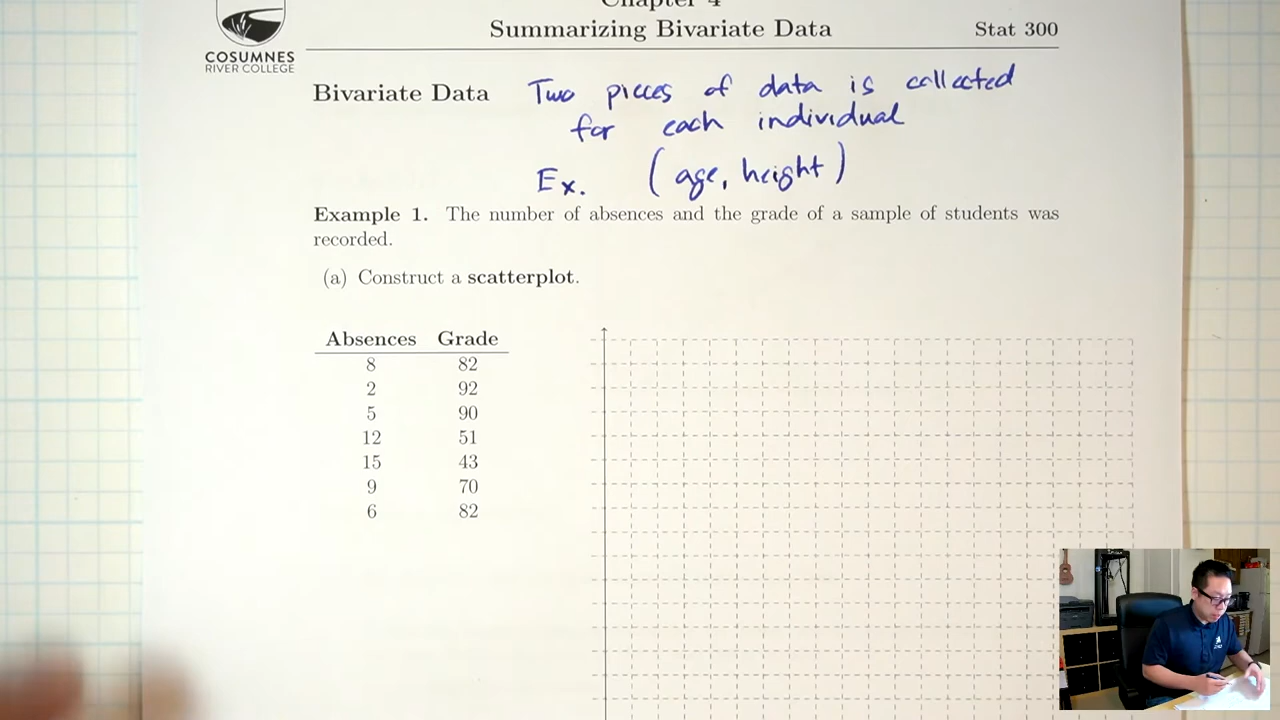 Chapter 4
Summarizing Bivariate Data
Stat 300
COSUMNES
RIVER COLLEGE
Bivariate Data Two pieces of data is collected
for each individual
Ex. (age, height)
Example 1. The number of absences and the grade of a sample of students was
recorded.
(a) Construct a scatterplot.
Absences Grade
8 82
2 92
5 90
12 51
15 43
9 70
6 82